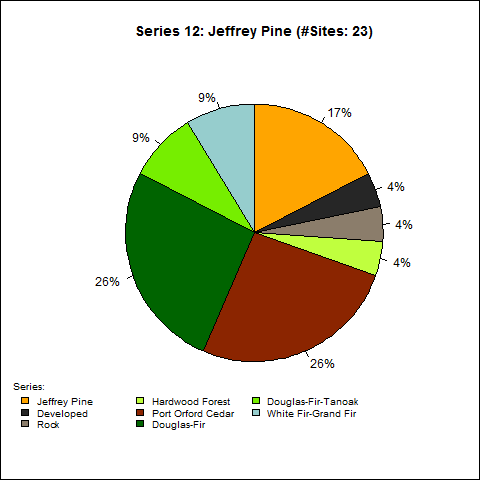 Series 12: Jeffrey Pine (#Sites: 23)
9%
17%
9%
4%
4%
4%
26%
26%
Series:
Jeffrey Pine Hardwood Forest Douglas-Fir-Tanoak
Developed Port Orford Cedar White Fir-Grand Fir
Rock Douglas-Fir